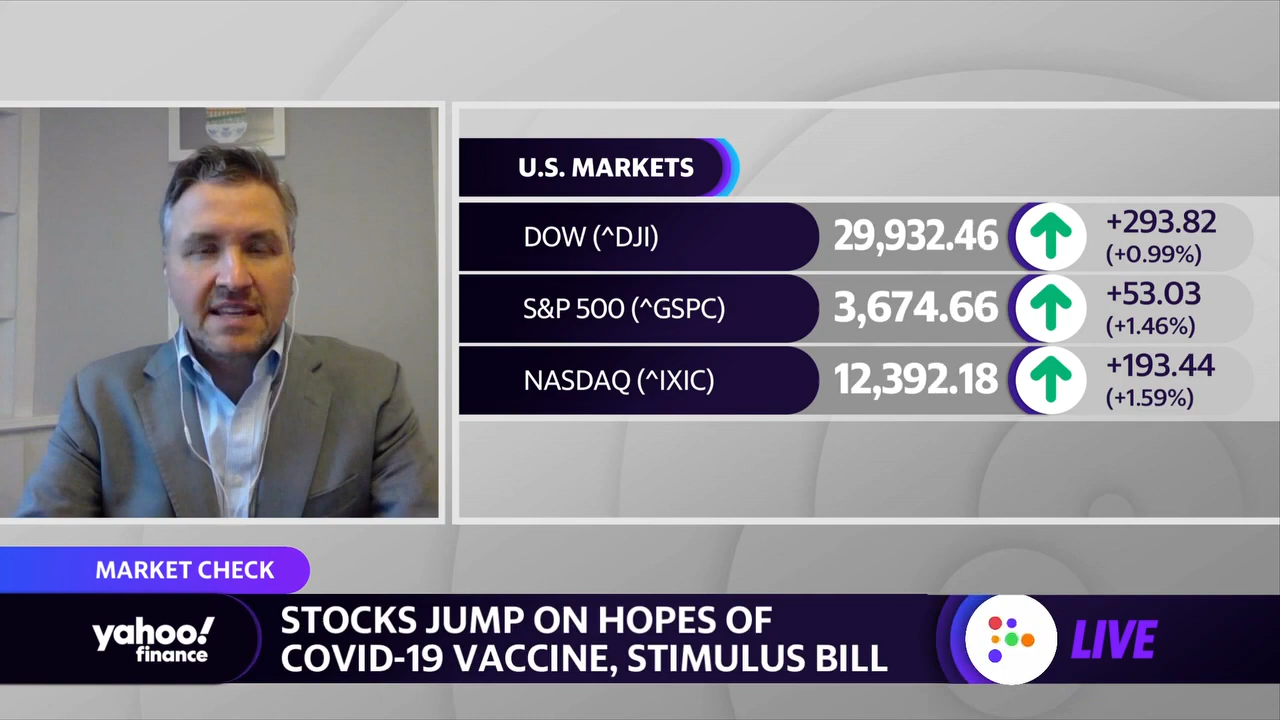 U.S. MARKETS
DOW (^DJI) 29,932.46 +293.82
(+0.99%)
S&P 500 (^GSPC) 3,674.66 +53.03
(+1.46%)
NASDAQ (^IXIC) 12,392.18 +193.44
(+1.59%)
MARKET CHECK
yahoo!
finance
STOCKS JUMP ON HOPES OF
COVID-19 VACCINE, STIMULUS BILL
LIVE